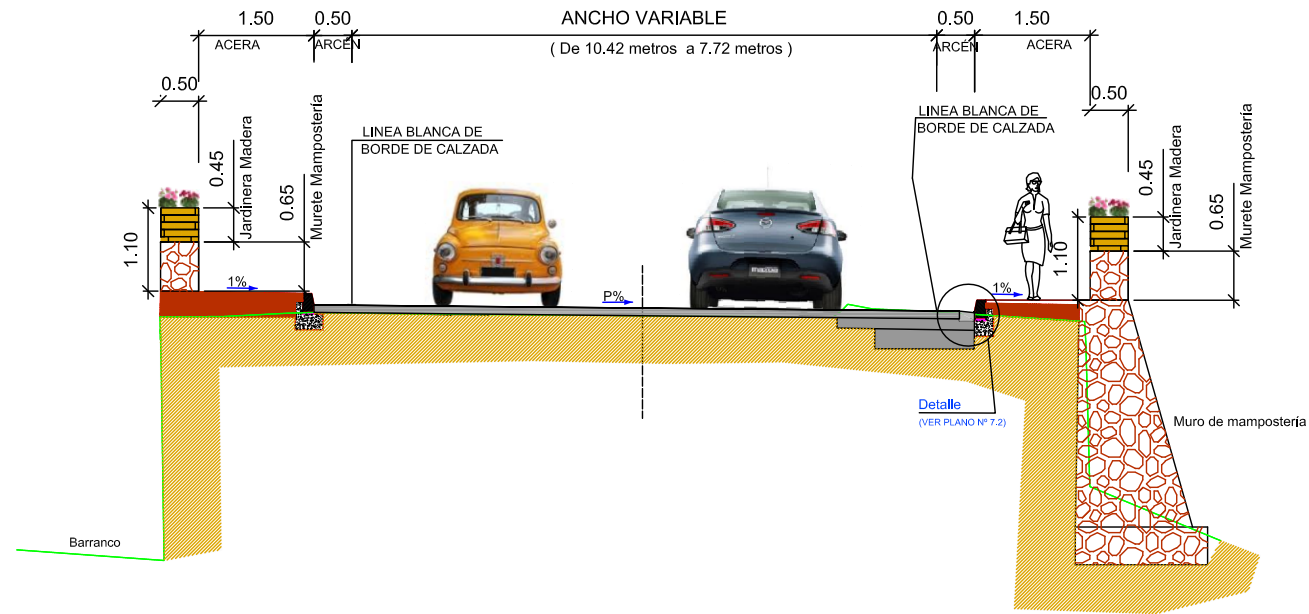 1.50
0.50
ANCHO VARIABLE
0.50
1.50
ACERA
ARCÉN
( De 10.42 metros a 7.72 metros )
ARCÉN
ACERA
0.50
0.50
LINEA BLANCA DE
BORDE DE CALZADA
LINEA BLANCA DE
BORDE DE CALZADA
0.45
Jardinera Madera
0.65
Murete Mampostería
1.10
0.45
Jardinera Madera
0.65
Murete Mampostería
1.10
1%
P%
1%
mazda
Detalle
(VER PLANO Nº 7.2)
Muro de mampostería
Barranco